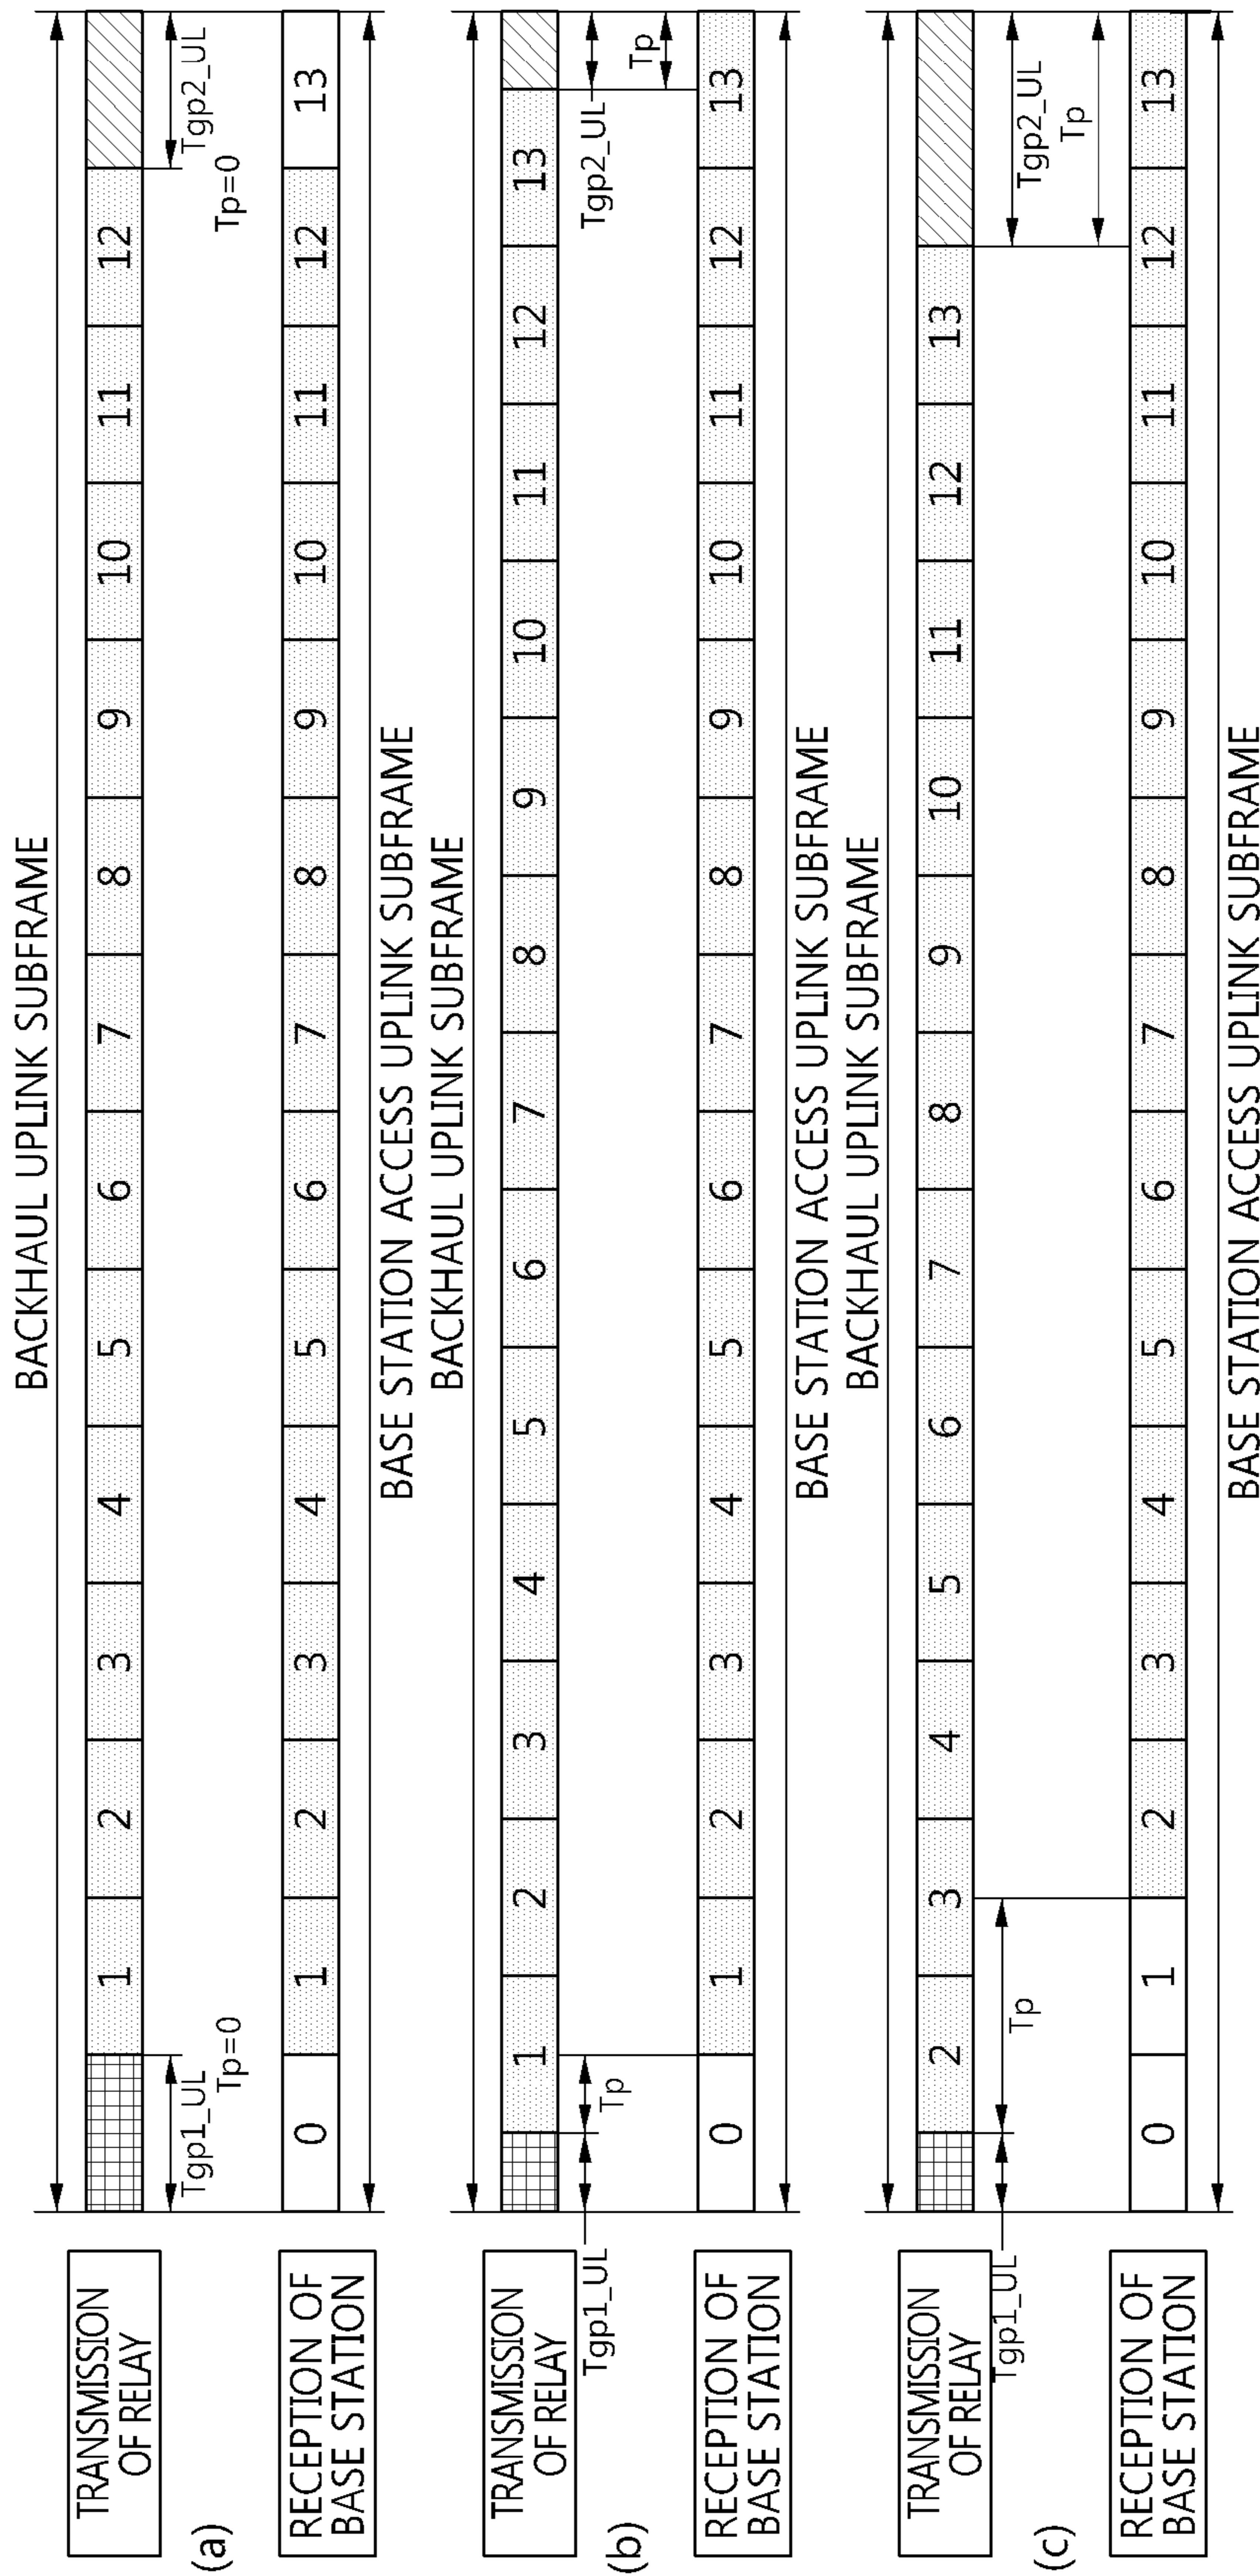 BACKHAUL UPLINK SUBFRAME
TRANSMISSION
OF RELAY
1 2 3 4 5 6 7 8 9 10 11 12
Tgp1_UL
Tp=0
Tgp2_UL
Tp=0
(a)
RECEPTION OF
BASE STATION
0 1 2 3 4 5 6 7 8 9 10 11 12 13
BASE STATION ACCESS UPLINK SUBFRAME
BACKHAUL UPLINK SUBFRAME
TRANSMISSION
OF RELAY
1 2 3 4 5 6 7 8 9 10 11 12 13
Tgp1_UL
Tp
Tgp2_UL
Tp
(b)
RECEPTION OF
BASE STATION
0 1 2 3 4 5 6 7 8 9 10 11 12 13
BASE STATION ACCESS UPLINK SUBFRAME
BACKHAUL UPLINK SUBFRAME
TRANSMISSION
OF RELAY
2 3 4 5 6 7 8 9 10 11 12 13
Tgp1_UL
Tp
Tgp2_UL
Tp
(c)
RECEPTION OF
BASE STATION
0 1 2 3 4 5 6 7 8 9 10 11 12 13
BASE STATION ACCESS UPLINK SUBFRAME